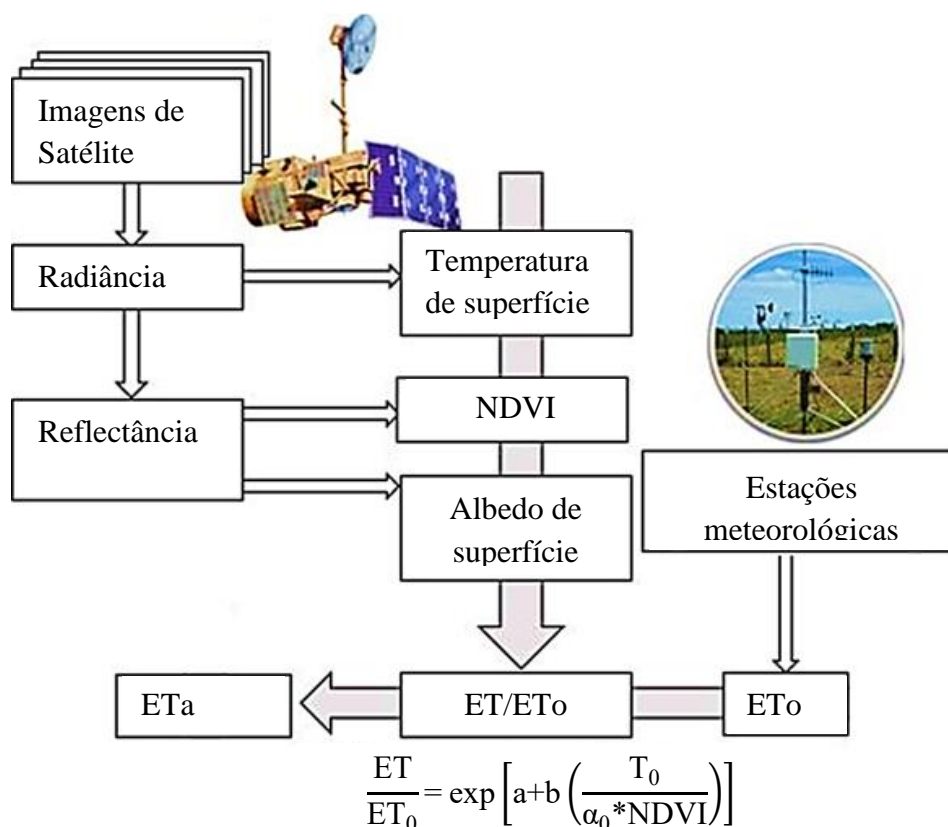 Imagens de
Satélite
Radiância
Temperatura
de superfície
NDVI
Reflectância
Albedo de
superfície
Estações
meteorológicas
ETa
ET/ETo
ETo
ET/ET₀ = exp [a+b (T₀/α₀*NDVI)]